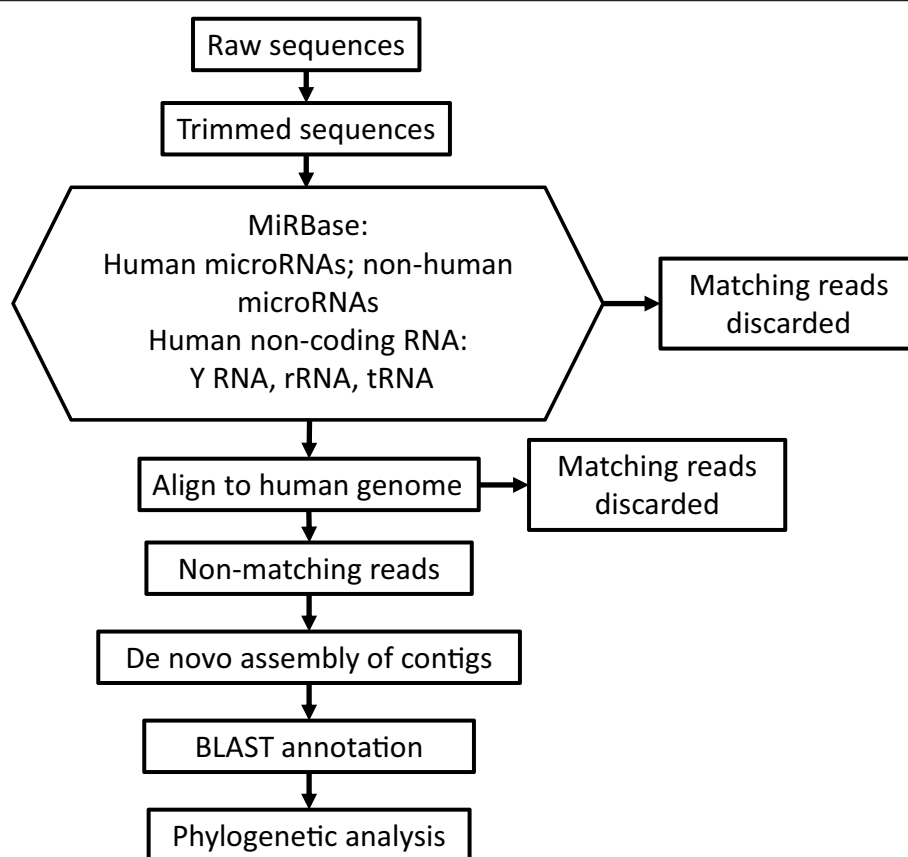 Raw sequences
Trimmed sequences
MiRBase:
Human microRNAs; non-human
microRNAs
Human non-coding RNA:
Y RNA, rRNA, tRNA
Matching reads
discarded
Align to human genome
Matching reads
discarded
Non-matching reads
De novo assembly of contigs
BLAST annotation
Phylogenetic analysis